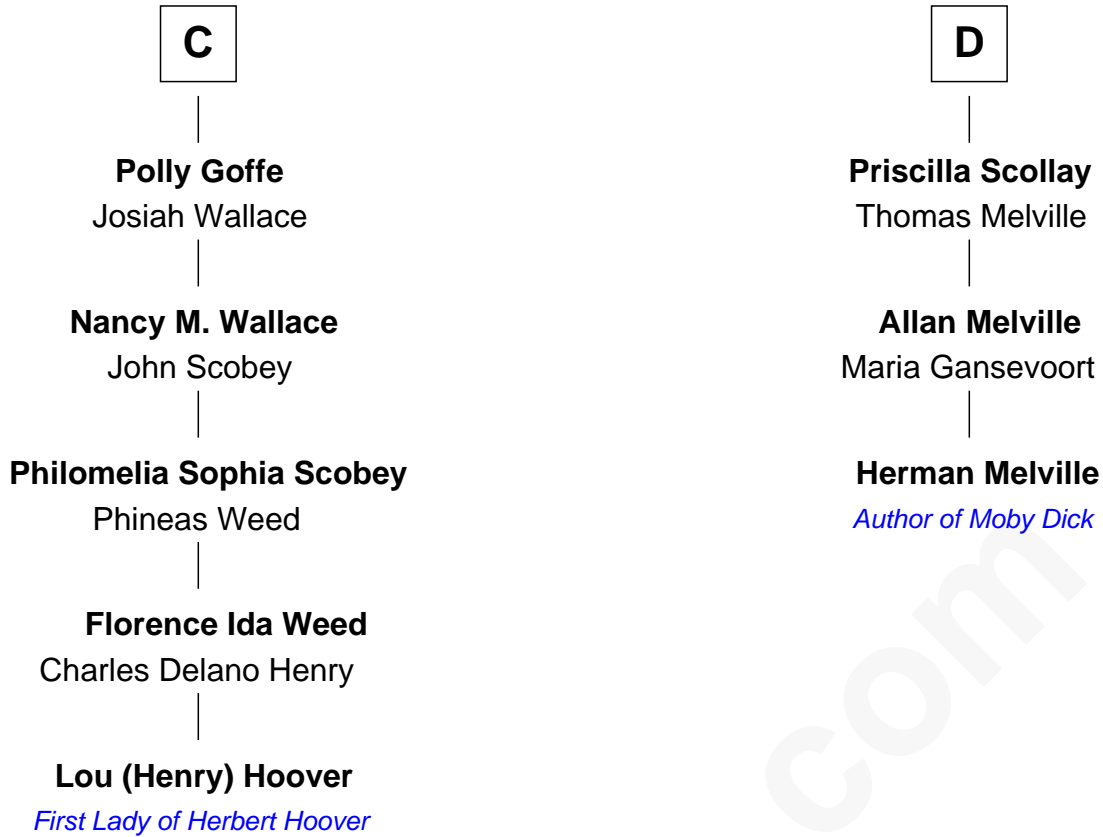 C
Polly Goffe
Josiah Wallace
Nancy M. Wallace
John Scobey
Philomelia Sophia Scobey
Phineas Weed
Florence Ida Weed
Charles Delano Henry
Lou (Henry) Hoover
First Lady of Herbert Hoover
D
Priscilla Scollay
Thomas Melville
Allan Melville
Maria Gansevoort
Herman Melville
Author of Moby Dick
com